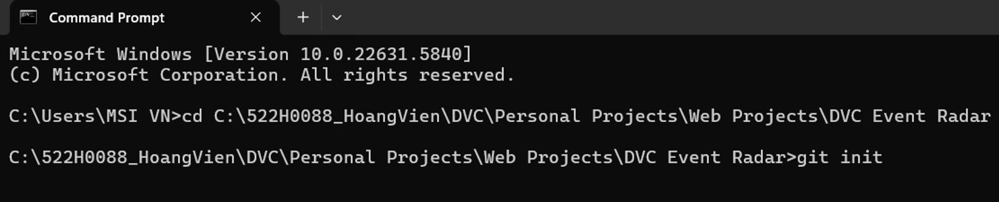 Command Prompt
Microsoft Windows [Version 10.0.22631.5840]
(c) Microsoft Corporation. All rights reserved.
C:\Users\MSI VN>cd C:\522H0088_HoangVien\DVC\Personal Projects\Web Projects\DVC Event Radar
C:\522H0088_HoangVien\DVC\Personal Projects\Web Projects\DVC Event Radar>git init